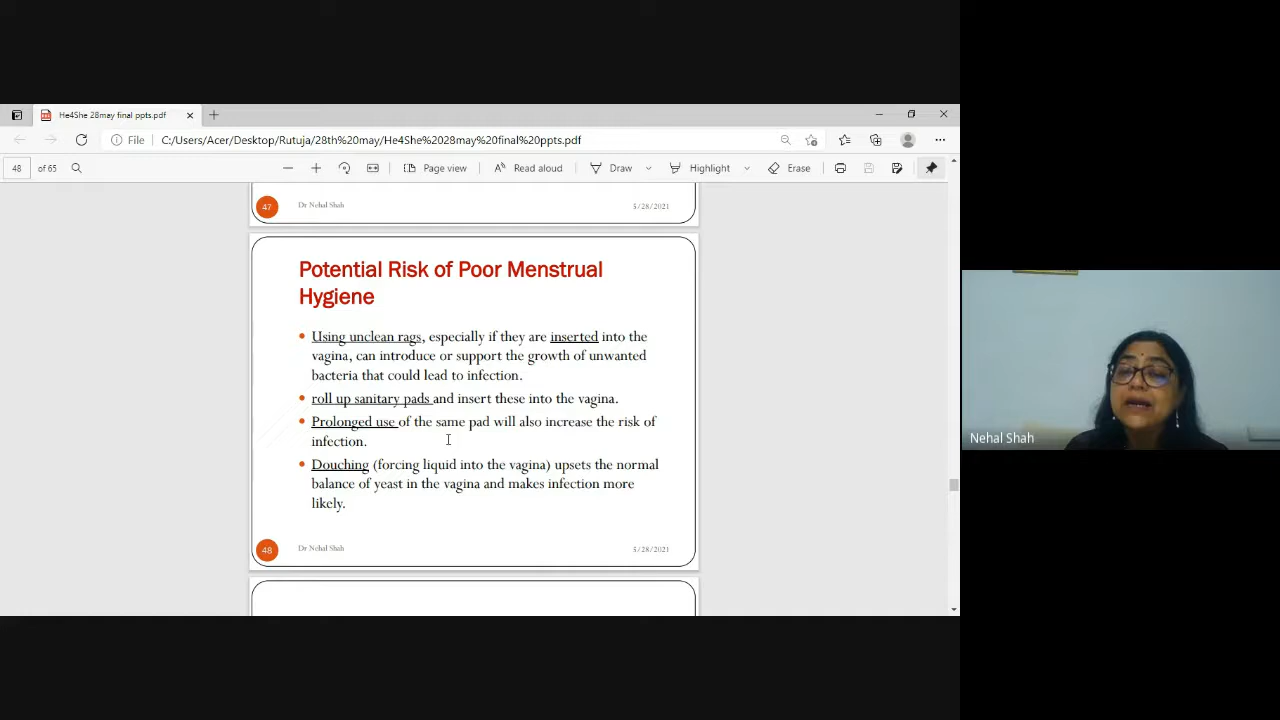 He4She 28may final ppts.pdf
File C:/Users/Acer/Desktop/Rutuja/28th%20may/He4She%2028may%20final%20ppts.pdf
48 of 65 Page view Read aloud Draw Highlight Erase
47 Dr Nehal Shah 5/28/2021
Potential Risk of Poor Menstrual
Hygiene
• Using unclean rags, especially if they are inserted into the
vagina, can introduce or support the growth of unwanted
bacteria that could lead to infection.
• roll up sanitary pads and insert these into the vagina.
• Prolonged use of the same pad will also increase the risk of
infection.
• Douching (forcing liquid into the vagina) upsets the normal
balance of yeast in the vagina and makes infection more
likely.
48 Dr Nehal Shah 5/28/2021
Nehal Shah